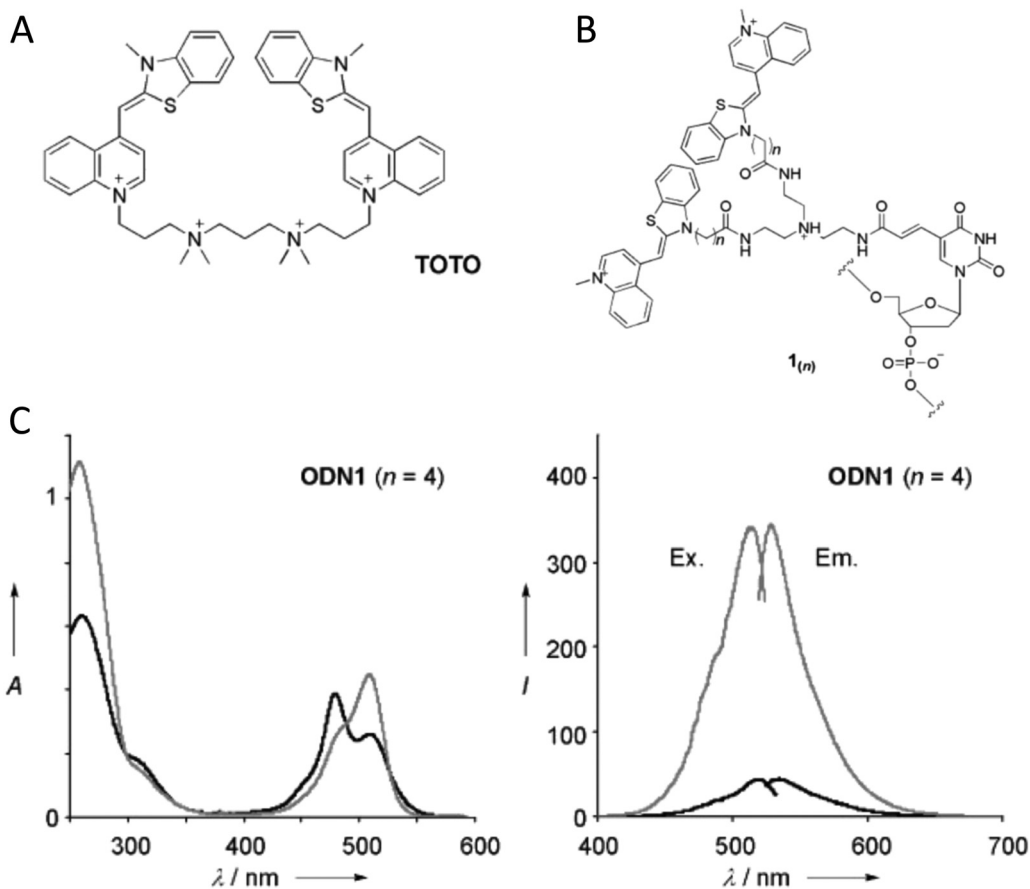 A
N
S
+
N
N
S
+
N
+
N
+
N
TOTO
B
N
+
S
N
n
O
NH
S
N
n
O
N
H
N
H
+
N
H
O
O
NH
N
O
O
O
O
O=P-O−
O
N
+
1(n)
C
ODN1 (n = 4)
1
A
0
300 400 500 600
λ / nm
ODN1 (n = 4)
400
Ex. Em.
300
200
I
100
0
400 500 600 700
λ / nm